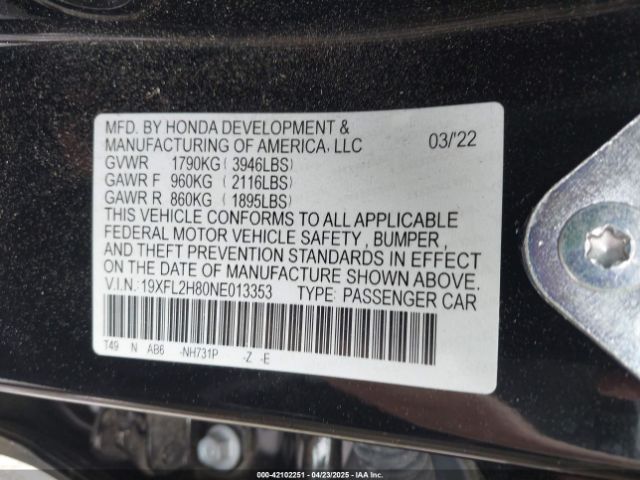 MFD. BY HONDA DEVELOPMENT &
MANUFACTURING OF AMERICA, LLC 03/'22
GVWR 1790KG ( 3946LBS)
GAWR F 960KG ( 2116LBS)
GAWR R 860KG ( 1895LBS)
THIS VEHICLE CONFORMS TO ALL APPLICABLE
FEDERAL MOTOR VEHICLE SAFETY , BUMPER ,
AND THEFT PREVENTION STANDARDS IN EFFECT
ON THE DATE OF MANUFACTURE SHOWN ABOVE.
V.I.N.: 19XFL2H80NE013353 TYPE: PASSENGER CAR
T49 N AB6 -NH731P -Z -E
000-42102251 - 04/23/2025 - ©TRADEMARK IAA